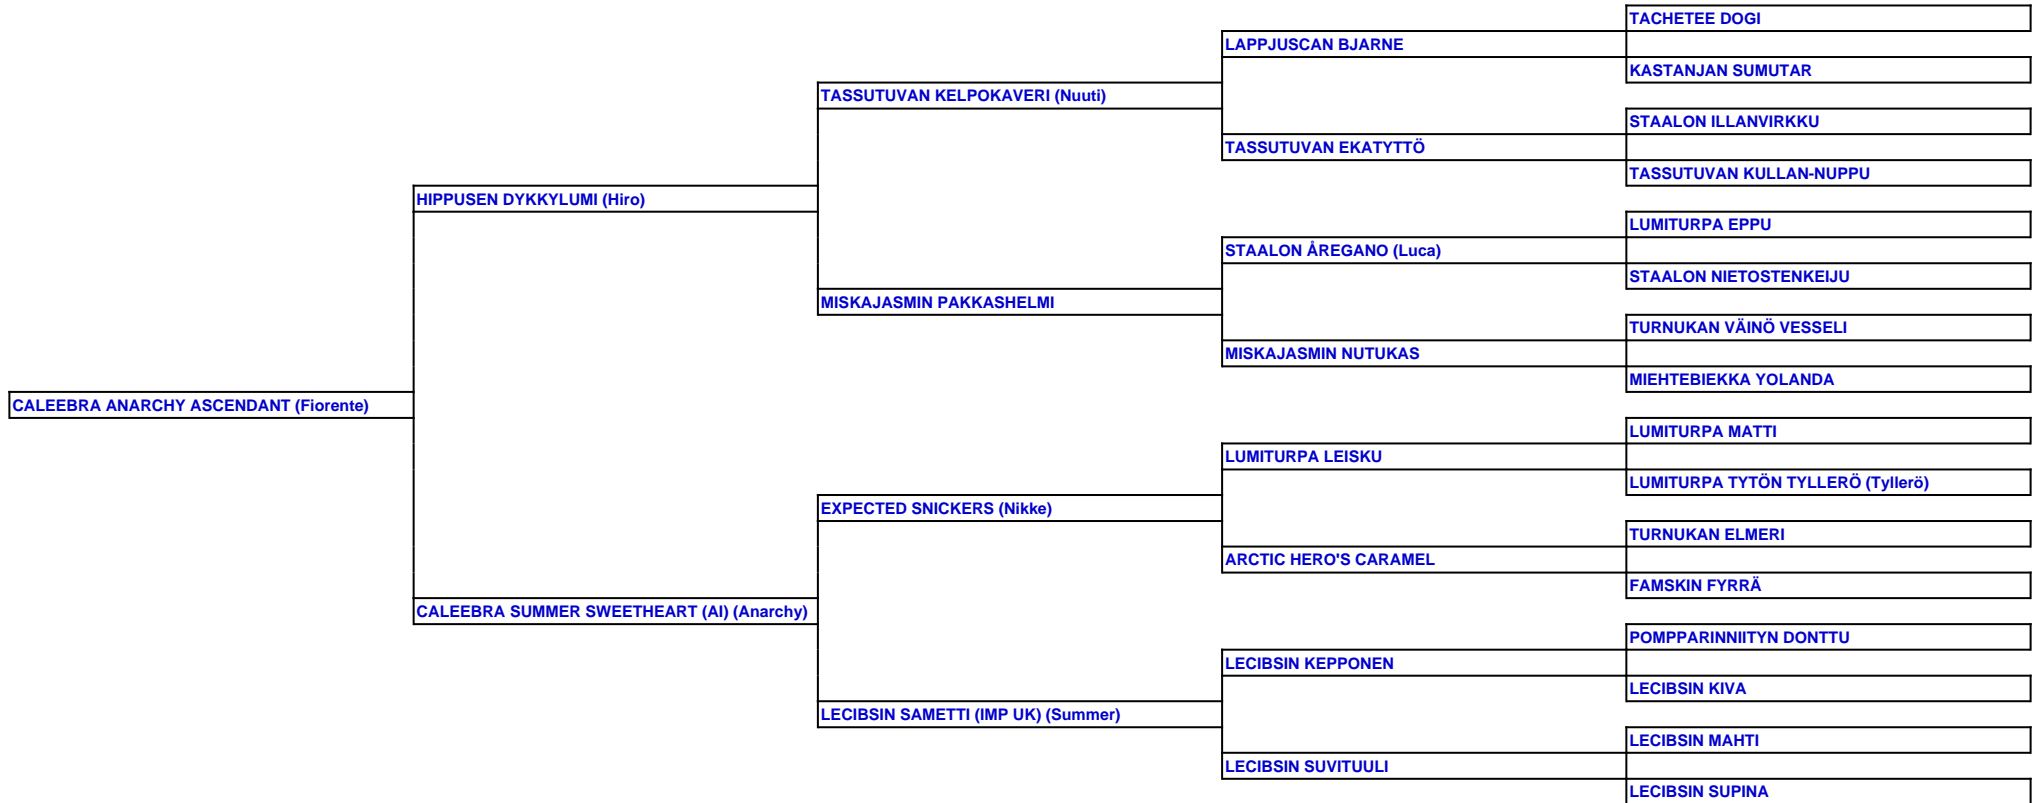 TACHETEE DOGI
LAPPJUSCAN BJARNE
KASTANJAN SUMUTAR
TASSUTUVAN KELPOKAVERI (Nuuti)
STAALON ILLANVIRKKU
TASSUTUVAN EKATYTTÖ
TASSUTUVAN KULLAN-NUPPU
HIPPUSEN DYKKYLUMI (Hiro)
LUMITURPA EPPU
STAALON ÅREGANO (Luca)
STAALON NIETOSTENKEIJU
MISKAJASMIN PAKKASHELMI
TURNUKAN VÄINÖ VESSELI
MISKAJASMIN NUTUKAS
MIEHTEBIEKKA YOLANDA
CALEEBRA ANARCHY ASCENDANT (Fiorente)
LUMITURPA MATTI
LUMITURPA LEISKU
LUMITURPA TYTÖN TYLLERÖ (Tyllerö)
EXPECTED SNICKERS (Nikke)
TURNUKAN ELMERI
ARCTIC HERO'S CARAMEL
FAMSKIN FYRRÄ
CALEEBRA SUMMER SWEETHEART (AI) (Anarchy)
POMPPARINNIITYN DONTTU
LECIBSIN KEPPONEN
LECIBSIN KIVA
LECIBSIN SAMETTI (IMP UK) (Summer)
LECIBSIN MAHTI
LECIBSIN SUVITUULI
LECIBSIN SUPINA